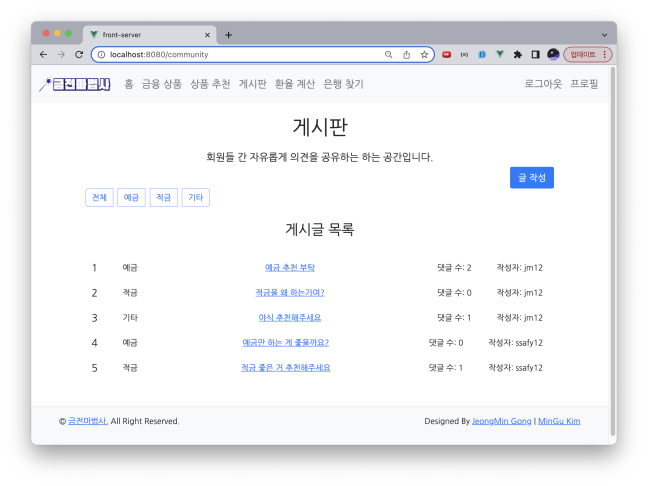 front-server
localhost:8080/community
업데이트
홈 금융 상품 상품 추천 게시판 환율 계산 은행 찾기 로그아웃 프로필
게시판
회원들 간 자유롭게 의견을 공유하는 하는 공간입니다.
글 작성
전체 예금 적금 기타
게시글 목록
1 예금 예금 추천 부탁 댓글 수: 2 작성자: jm12
2 적금 적금을 왜 하는가여? 댓글 수: 0 작성자: jm12
3 기타 야식 추천해주세요 댓글 수: 1 작성자: jm12
4 예금 예금만 하는 게 좋을까요? 댓글 수: 0 작성자: ssafy12
5 적금 적금 좋은 거 추천해주세요 댓글 수: 1 작성자: ssafy12
© 금전마법사, All Right Reserved. Designed By JeongMin Gong | MinGu Kim